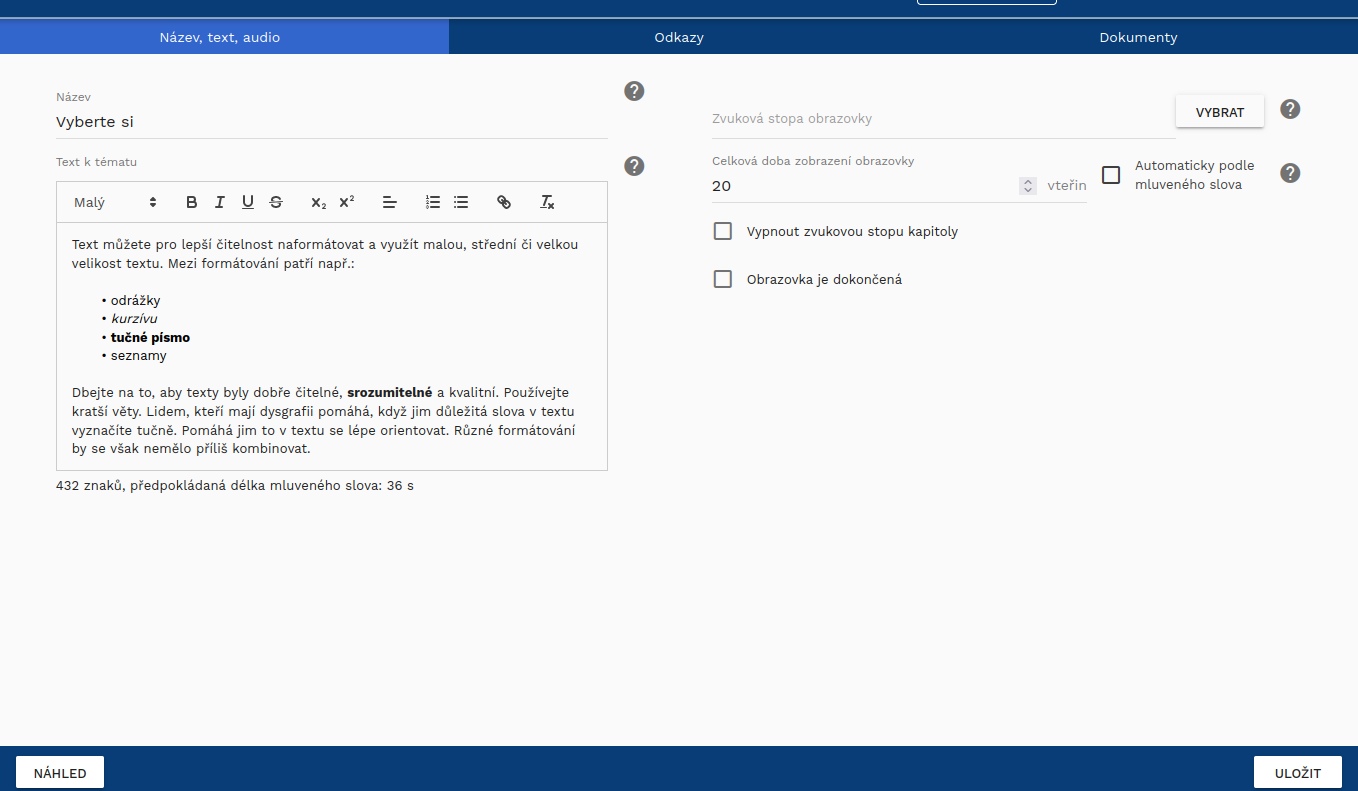 Název, text, audio
Odkazy
Dokumenty
Název
Vyberte si
Text k tématu
Malý
Text můžete pro lepší čitelnost naformátovat a využít malou, střední či velkou
velikost textu. Mezi formátování patří např.:
• odrážky
• kurzívu
• tučné písmo
• seznamy
Dbejte na to, aby texty byly dobře čitelné, srozumitelné a kvalitní. Používejte
kratší věty. Lidem, kteří mají dysgrafii pomáhá, když jim důležitá slova v textu
vyznačíte tučně. Pomáhá jim to v textu se lépe orientovat. Různé formátování
by se však nemělo příliš kombinovat.
432 znaků, předpokládaná délka mluveného slova: 36 s
Zvuková stopa obrazovky
VYBRAT
Celková doba zobrazení obrazovky
20
vteřin
Automaticky podle
mluveného slova
Vypnout zvukovou stopu kapitoly
Obrazovka je dokončená
NÁHLED
ULOŽIT